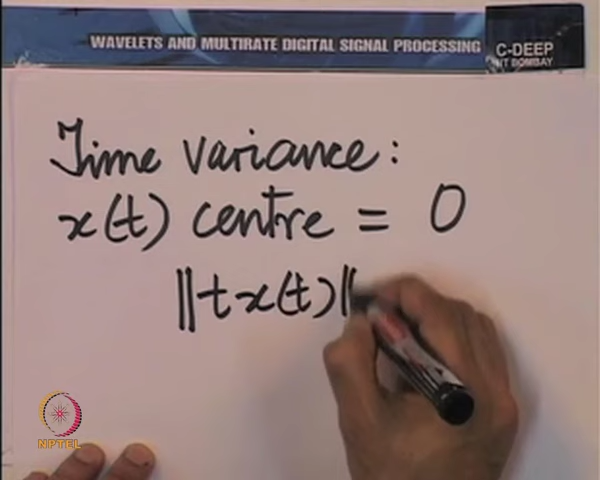 WAVELETS AND MULTIRATE DIGITAL SIGNAL PROCESSING
C-DEEP
IIT BOMBAY
Time variance:
x(t) centre = 0
||t x(t)||
NPTEL